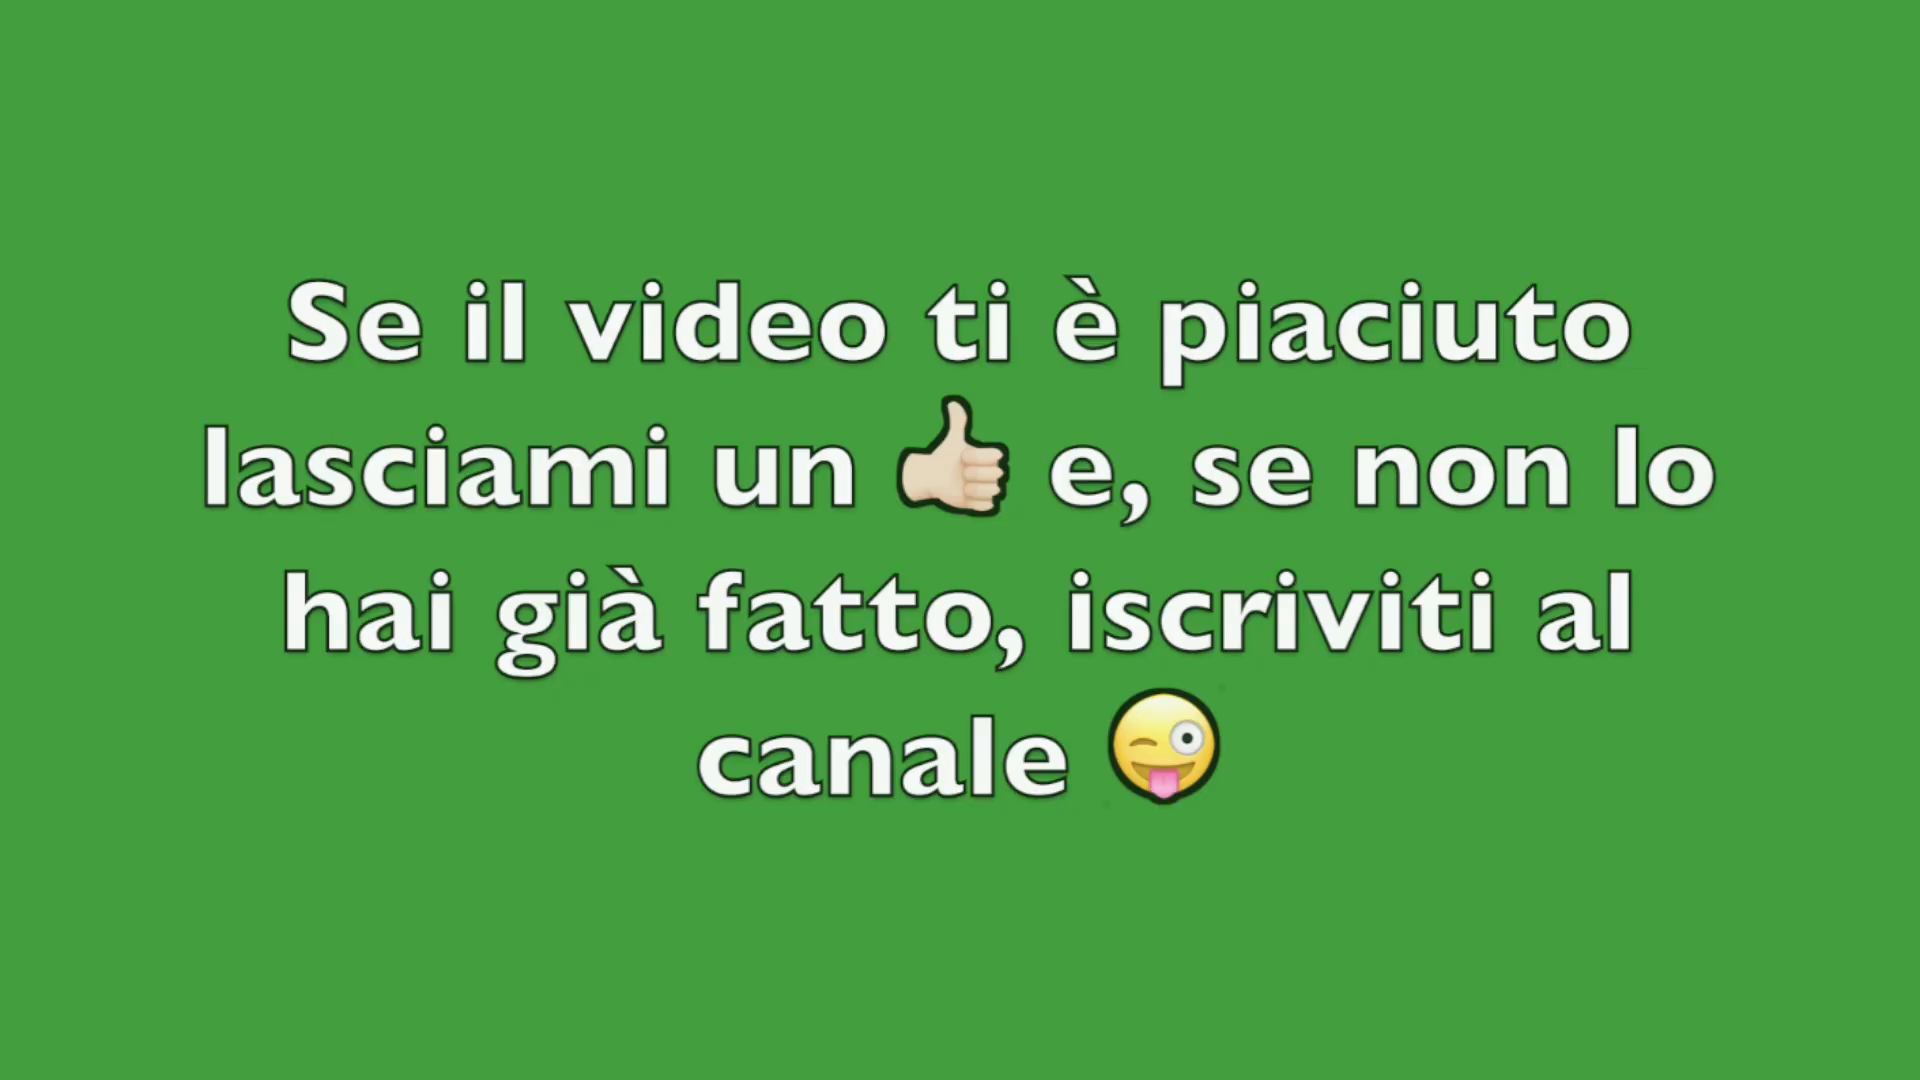 Se il video ti è piaciuto
lasciami un 👍🏻 e, se non lo
hai già fatto, iscriviti al
canale 😜